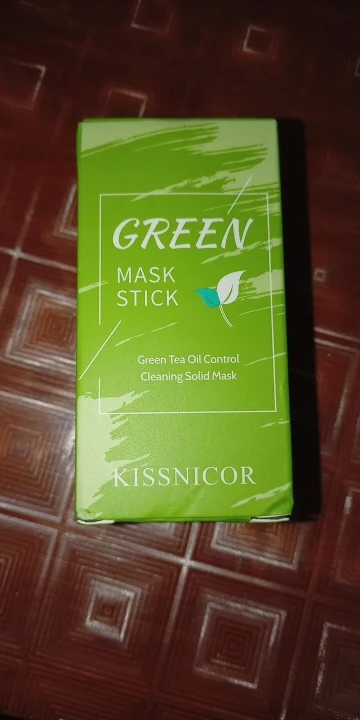 GREEN
MASK
STICK
Green Tea Oil Control
Cleaning Solid Mask
KISSNICOR